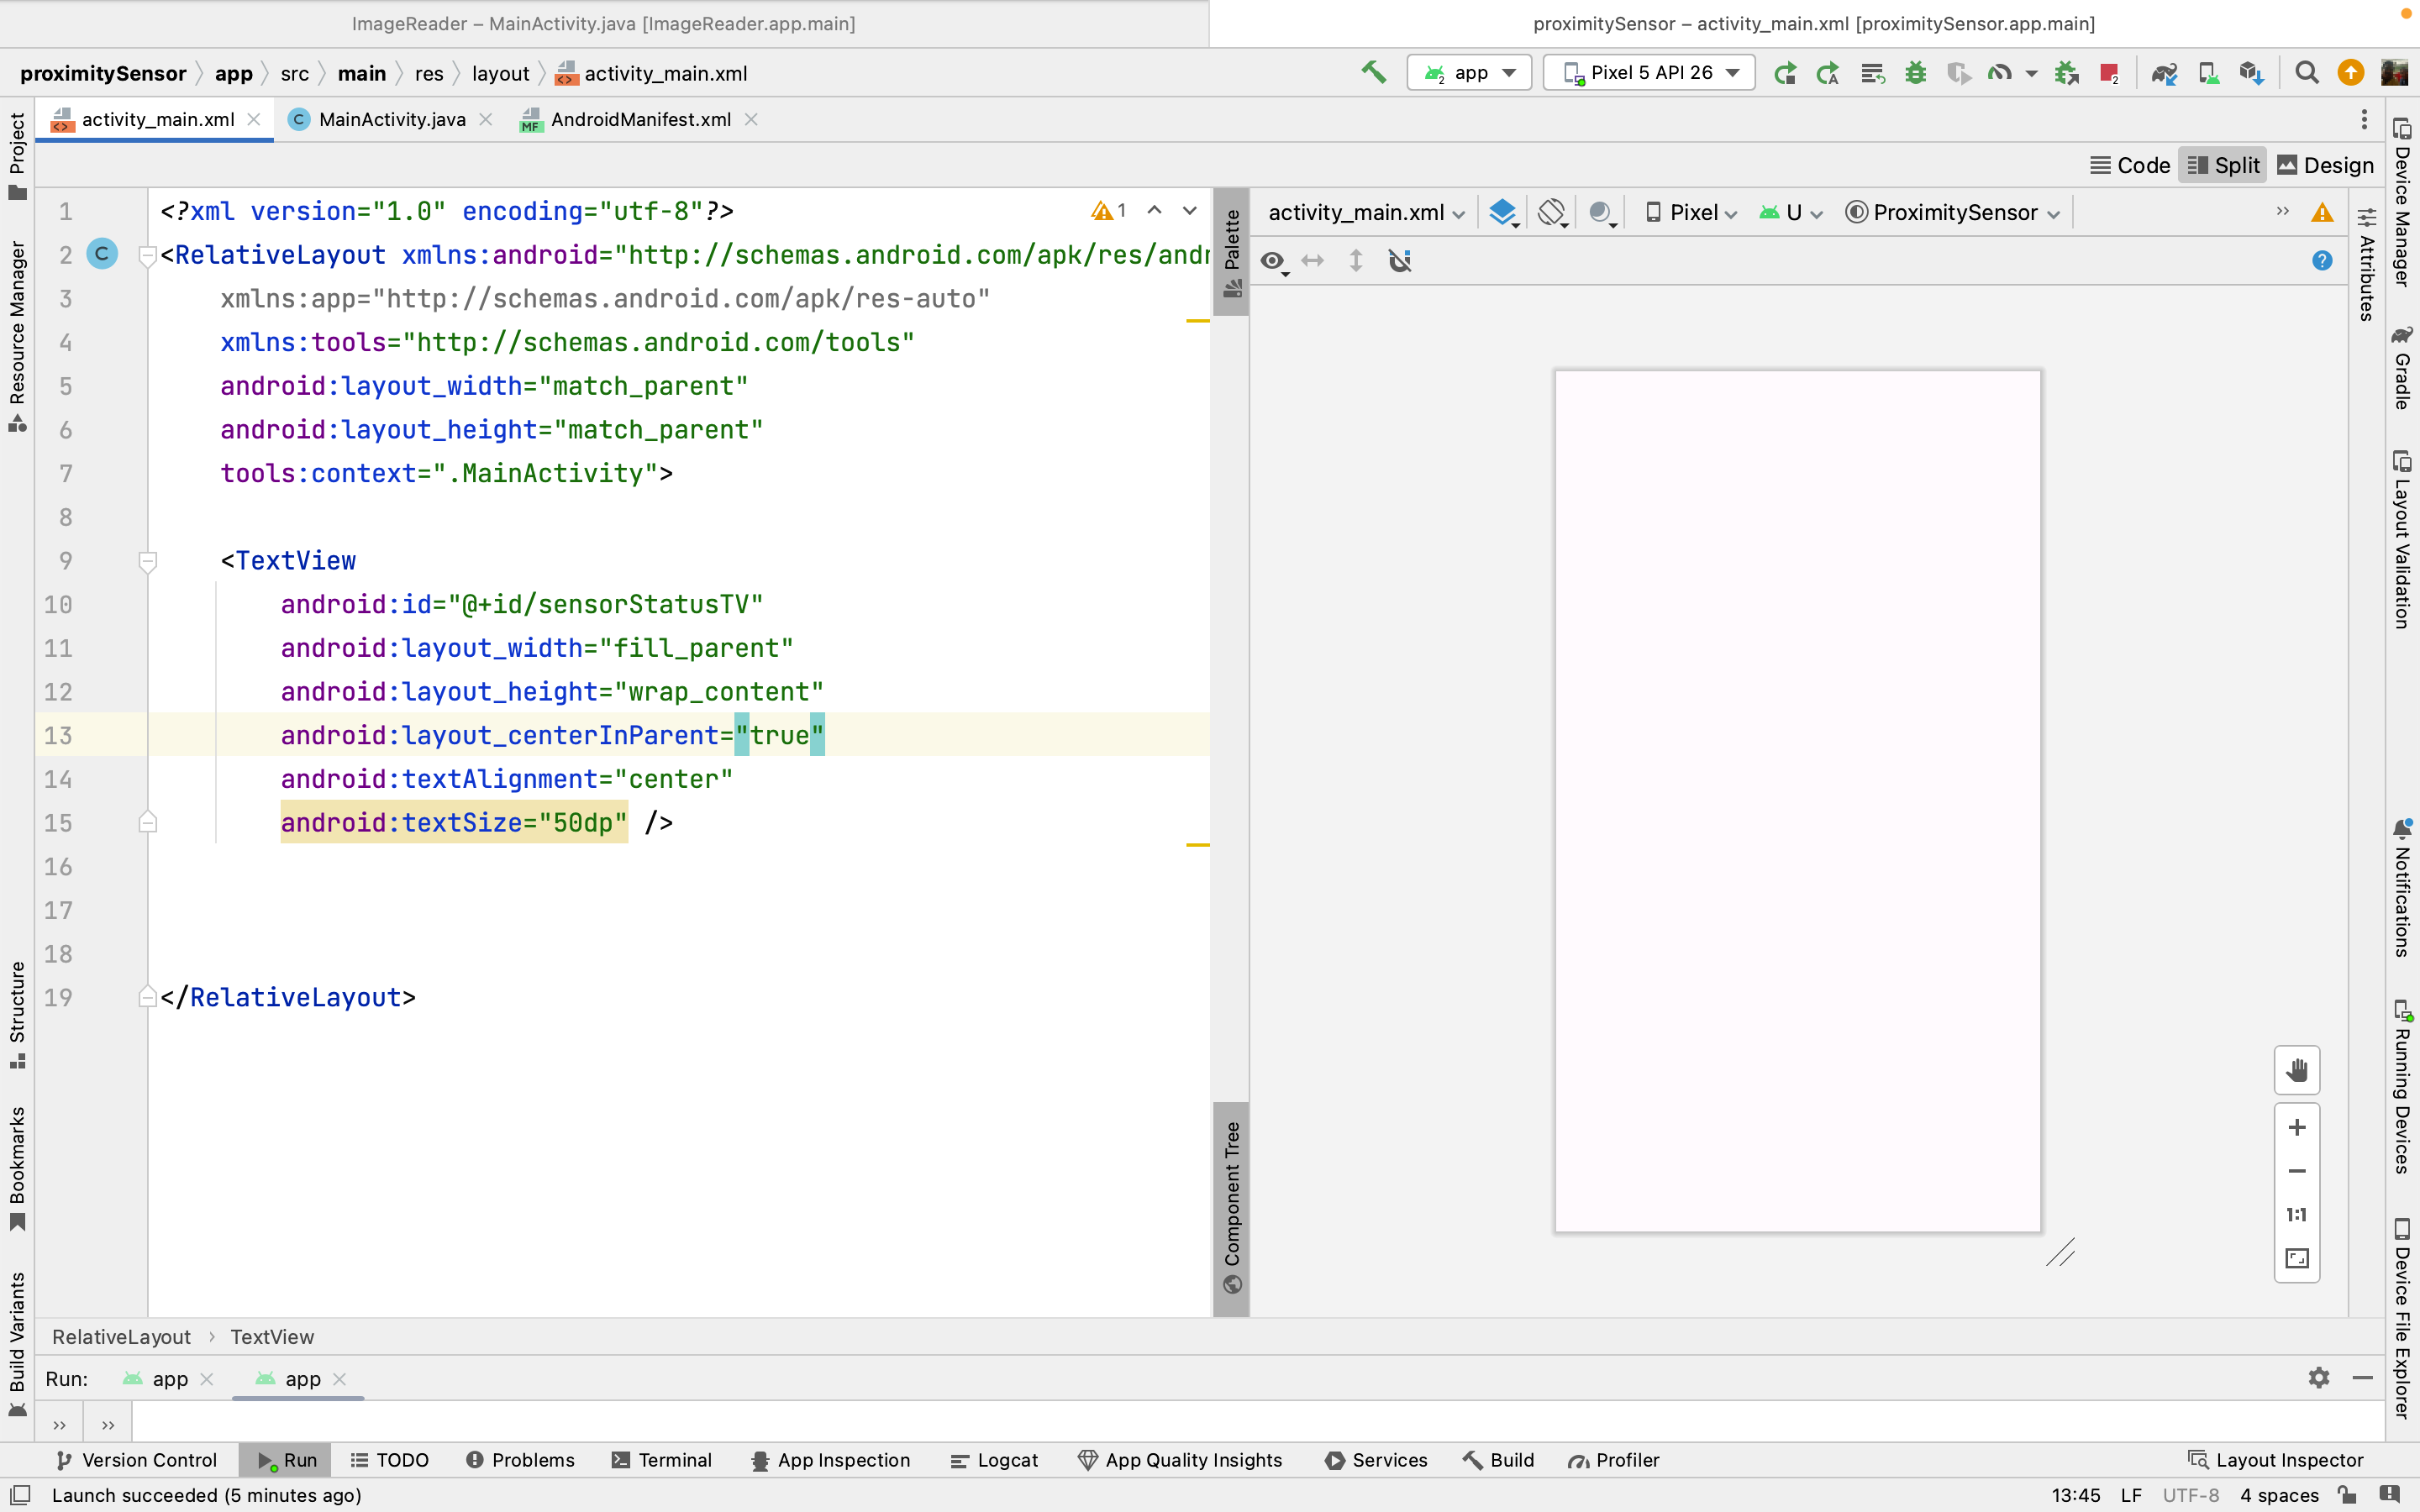 ImageReader – MainActivity.java [ImageReader.app.main]
proximitySensor – activity_main.xml [proximitySensor.app.main]
proximitySensor app src main res layout activity_main.xml
app Pixel 5 API 26
activity_main.xml MainActivity.java AndroidManifest.xml
Code Split Design
Project
Resource Manager
Structure
Bookmarks
Build Variants
1 <?xml version="1.0" encoding="utf-8"?>
2 <RelativeLayout xmlns:android="http://schemas.android.com/apk/res/andr
3 xmlns:app="http://schemas.android.com/apk/res-auto"
4 xmlns:tools="http://schemas.android.com/tools"
5 android:layout_width="match_parent"
6 android:layout_height="match_parent"
7 tools:context=".MainActivity">
8
9 <TextView
10 android:id="@+id/sensorStatusTV"
11 android:layout_width="fill_parent"
12 android:layout_height="wrap_content"
13 android:layout_centerInParent="true"
14 android:textAlignment="center"
15 android:textSize="50dp" />
16
17
18
19 </RelativeLayout>
1
Palette
Component Tree
activity_main.xml Pixel U ProximitySensor
1:1
Attributes
Device Manager
Gradle
Layout Validation
Notifications
Running Devices
Device File Explorer
RelativeLayout › TextView
Run: app app
Version Control Run TODO Problems Terminal App Inspection Logcat App Quality Insights Services Build Profiler Layout Inspector
Launch succeeded (5 minutes ago) 13:45 LF UTF-8 4 spaces